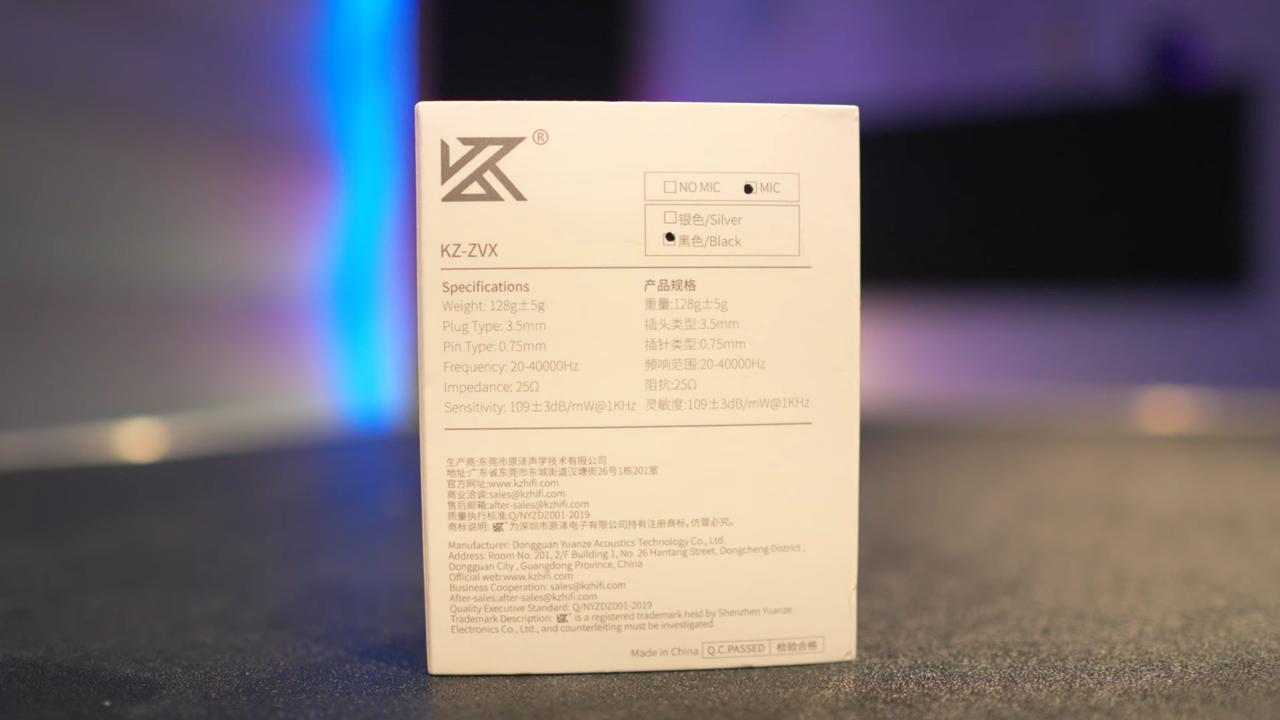 KZ ®
NO MIC MIC
银色/Silver
黑色/Black
KZ-ZVX
Specifications
Weight: 128g±5g
Plug Type: 3.5mm
Pin Type: 0.75mm
Frequency: 20-40000Hz
Impedance: 25Ω
Sensitivity: 109±3dB/mW@1KHz
产品规格
重量:128g±5g
插头类型:3.5mm
插针类型:0.75mm
频响范围:20-40000Hz
阻抗:25Ω
灵敏度:109±3dB/mW@1KHz
生产商:东莞市原泽声学技术有限公司
地址:广东省东莞市东城街道汉塘街26号1栋201室
官方网址:www.kzhifi.com
商业洽谈:sales@kzhifi.com
售后邮箱:after-sales@kzhifi.com
质量执行标准:Q/NYZDZ001-2019
商标说明: KZ 为深圳市原泽电子有限公司持有注册商标, 仿冒必究。
Manufacturer: Dongguan Yuanze Acoustics Technology Co., Ltd.
Address: Room No. 201, 2/F Building 1, No. 26 Hantang Street, Dongcheng District ,
Dongguan City , Guangdong Province, China
Official web:www.kzhifi.com
Business Cooperation: sales@kzhifi.com
After-sales:after-sales@kzhifi.com
Quality Executive Standard: Q/NYZDZ001-2019
Trademark Description: KZ is a registered trademark held by Shenzhen Yuanze
Electronics Co., Ltd., and counterfeiting must be investigated.
Made in China Q.C.PASSED 检验合格